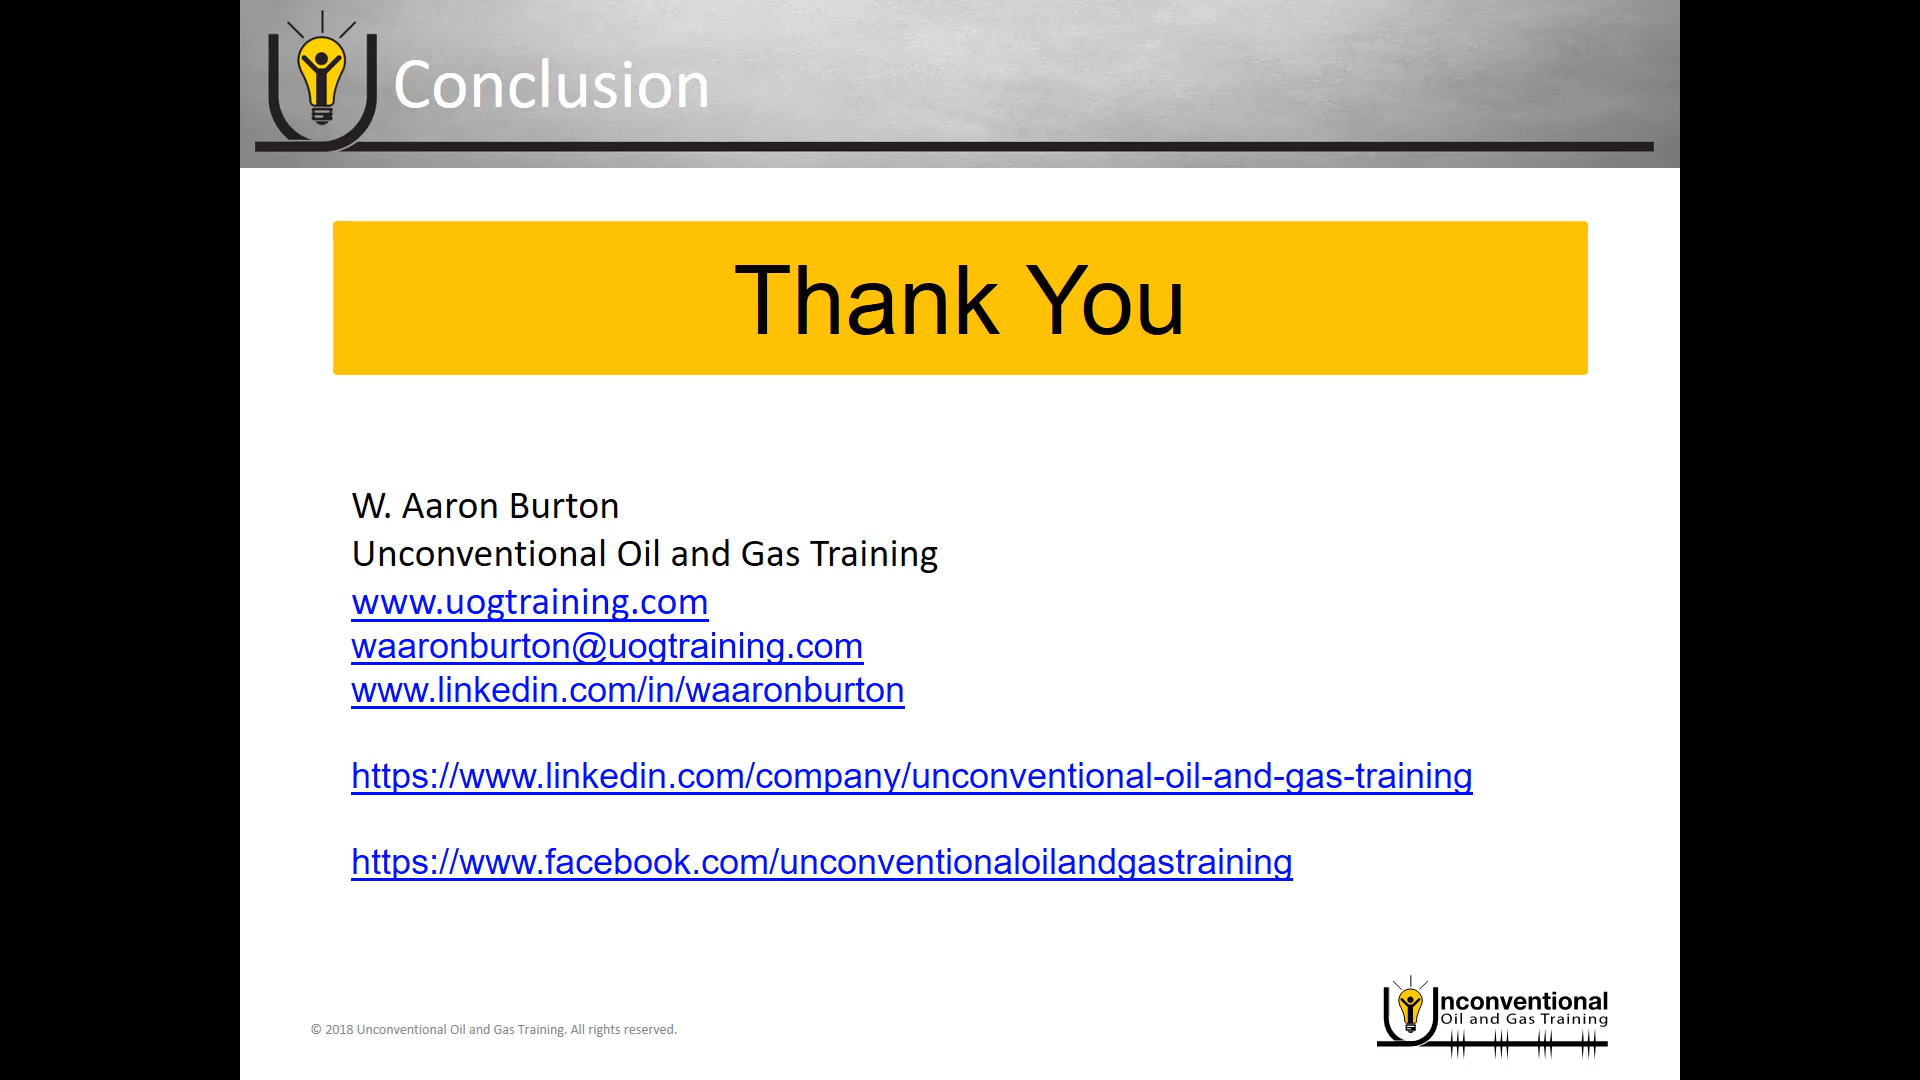 Conclusion
Thank You
W. Aaron Burton
Unconventional Oil and Gas Training
www.uogtraining.com
waaronburton@uogtraining.com
www.linkedin.com/in/waaronburton
https://www.linkedin.com/company/unconventional-oil-and-gas-training
https://www.facebook.com/unconventionaloilandgastraining
© 2018 Unconventional Oil and Gas Training. All rights reserved.
Unconventional
Oil and Gas Training